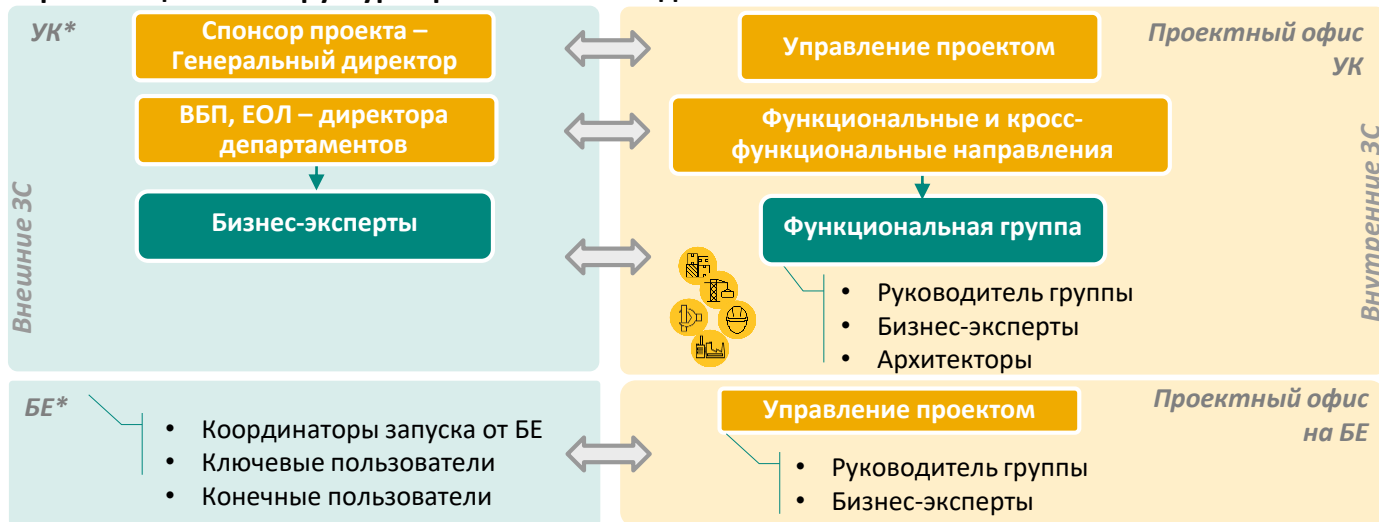 УК*
Спонсор проекта –
Генеральный директор
Управление проектом
Проектный офис
УК
ВБП, ЕОЛ – директора
департаментов
Функциональные и кросс-
функциональные направления
Внешние ЗС
Бизнес-эксперты
Функциональная группа
Внутренние ЗС
• Руководитель группы
• Бизнес-эксперты
• Архитекторы
БЕ*
• Координаторы запуска от БЕ
• Ключевые пользователи
• Конечные пользователи
Управление проектом
Проектный офис
на БЕ
• Руководитель группы
• Бизнес-эксперты